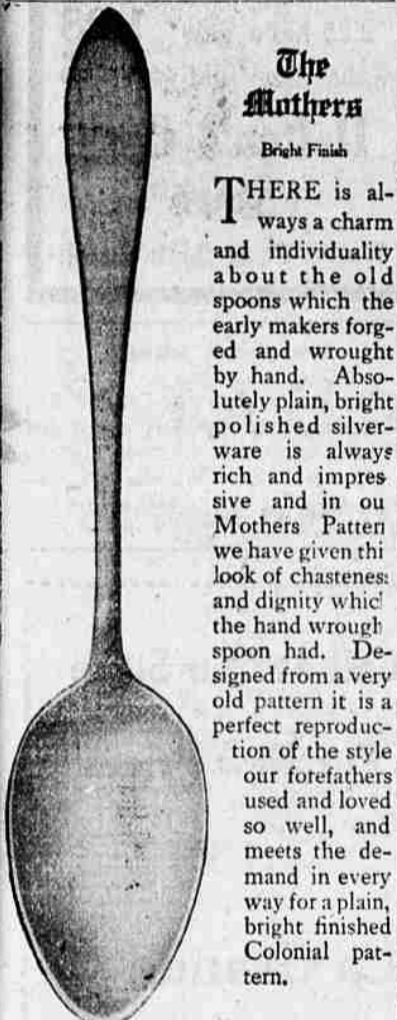 The
Mothers
Bright Finish
THERE is al-
ways a charm
and individuality
about the old
spoons which the
early makers forg-
ed and wrought
by hand. Abso-
lutely plain, bright
polished silver-
ware is always
rich and impres
sive and in ou
Mothers Pattern
we have given thi
look of chasteness
and dignity whic
the hand wrough
spoon had. De-
signed from a very
old pattern it is a
perfect reproduc-
tion of the style
our forefathers
used and loved
so well, and
meets the de-
mand in every
way for a plain,
bright finished
Colonial pat-
tern.